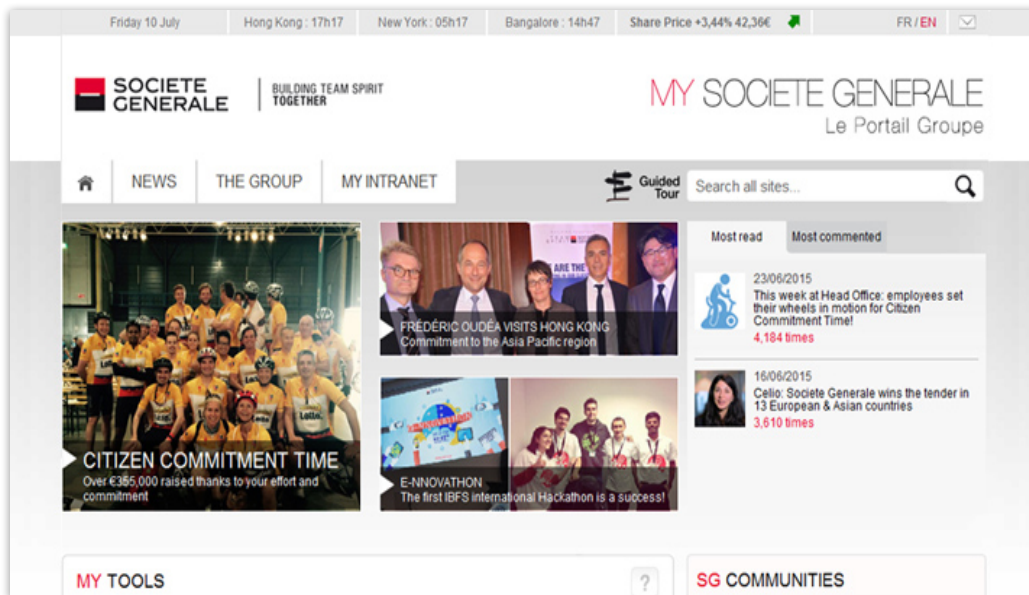 Friday 10 July
Hong Kong : 17h17
New York : 05h17
Bangalore : 14h47
Share Price +3,44% 42,36€
FR / EN
SOCIETE
GENERALE
BUILDING TEAM SPIRIT
TOGETHER
MY SOCIETE GENERALE
Le Portail Groupe
NEWS
THE GROUP
MY INTRANET
Guided
Tour
Search all sites...
CITIZEN COMMITMENT TIME
Over €355,000 raised thanks to your effort and
commitment
ARE THE
FRÉDÉRIC OUDÉA VISITS HONG KONG
Commitment to the Asia Pacific region
E-NNOVATHON
The first IBFS international Hackathon is a success!
Most read
Most commented
23/06/2015
This week at Head Office: employees set
their wheels in motion for Citizen
Commitment Time!
4,184 times
16/06/2015
Celio: Societe Generale wins the tender in
13 European & Asian countries
3,610 times
MY TOOLS
?
SG COMMUNITIES